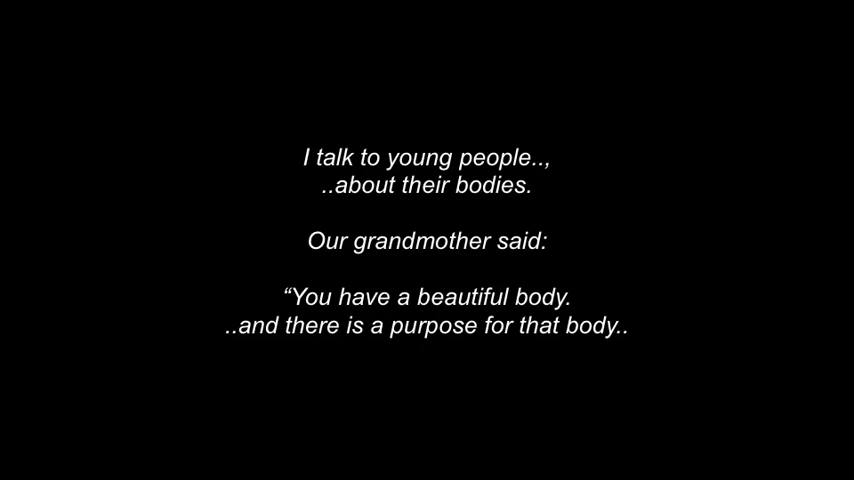 I talk to young people..,
..about their bodies.
Our grandmother said:
“You have a beautiful body.
..and there is a purpose for that body..